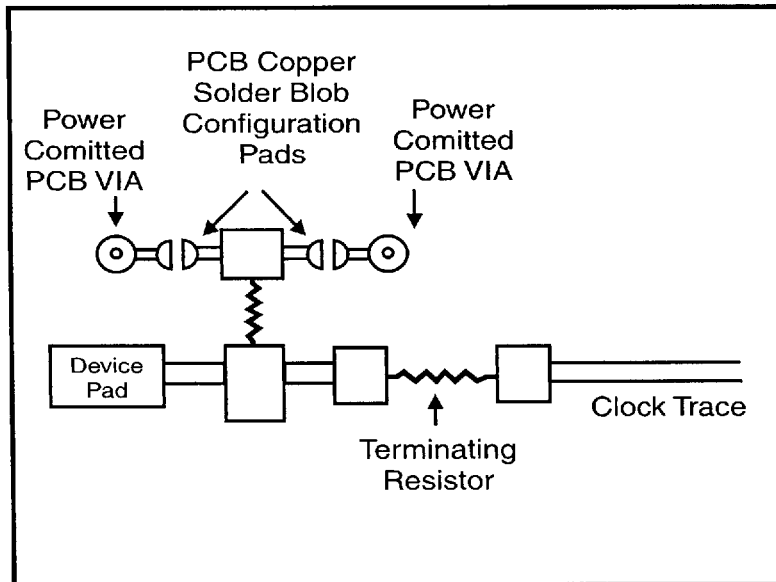 PCB Copper
Solder Blob
Configuration
Pads
Power
Comitted
PCB VIA
Power
Comitted
PCB VIA
Device
Pad
Clock Trace
Terminating
Resistor